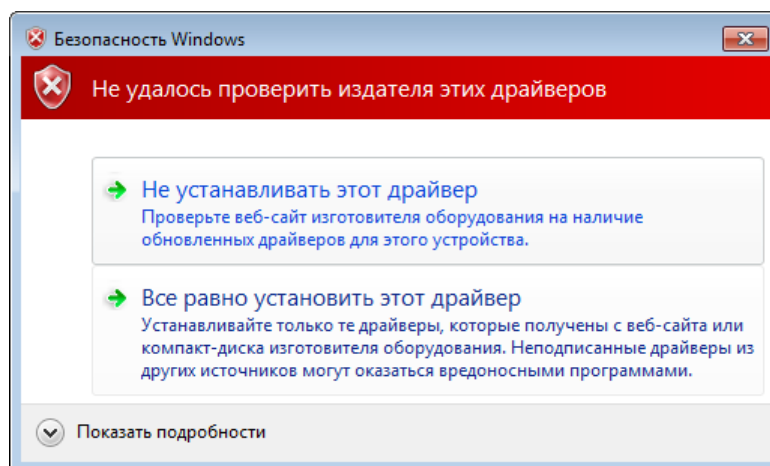 Безопасность Windows
Не удалось проверить издателя этих драйверов
Не устанавливать этот драйвер
Проверьте веб-сайт изготовителя оборудования на наличие
обновленных драйверов для этого устройства.
Все равно установить этот драйвер
Устанавливайте только те драйверы, которые получены с веб-сайта или
компакт-диска изготовителя оборудования. Неподписанные драйверы из
других источников могут оказаться вредоносными программами.
Показать подробности